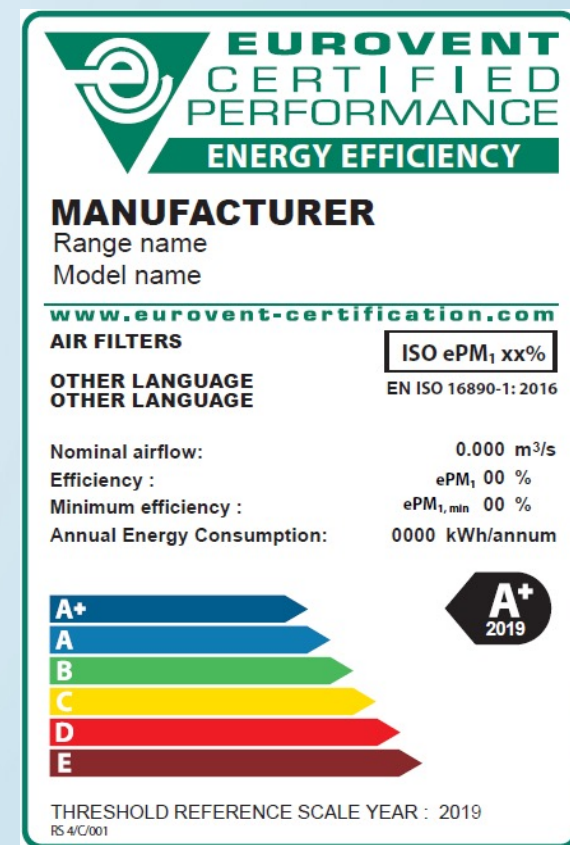 EUROVENT
CERTIFIED
PERFORMANCE
ENERGY EFFICIENCY
MANUFACTURER
Range name
Model name
www.eurovent-certification.com
AIR FILTERS
ISO ePM₁ xx%
OTHER LANGUAGE
OTHER LANGUAGE
EN ISO 16890-1: 2016
Nominal airflow: 0.000 m³/s
Efficiency : ePM₁ 00 %
Minimum efficiency : ePM₁, min 00 %
Annual Energy Consumption: 0000 kWh/annum
A+
A
B
C
D
E
A+
2019
THRESHOLD REFERENCE SCALE YEAR : 2019
RS 4/C/001